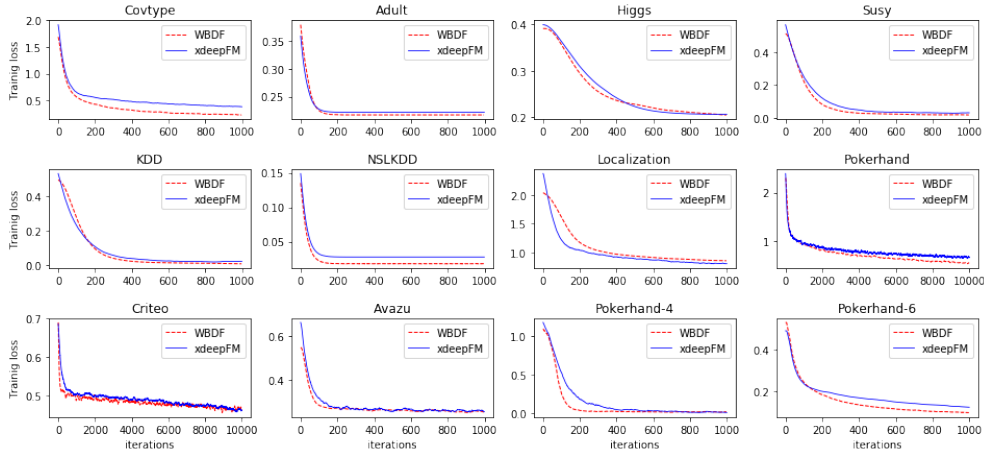 Covtype
Trainig loss
2.0
1.5
1.0
0.5
0 200 400 600 800 1000
WBDF
xdeepFM
Adult
0.35
0.30
0.25
0 200 400 600 800 1000
WBDF
xdeepFM
Higgs
0.4
0.3
0.2
0 200 400 600 800 1000
WBDF
xdeepFM
Susy
0.4
0.2
0.0
0 200 400 600 800 1000
WBDF
xdeepFM
KDD
Trainig loss
0.4
0.2
0.0
0 200 400 600 800 1000
WBDF
xdeepFM
NSLKDD
0.15
0.10
0.05
0 200 400 600 800 1000
WBDF
xdeepFM
Localization
2.0
1.5
1.0
0 200 400 600 800 1000
WBDF
xdeepFM
Pokerhand
2
1
0 2000 4000 6000 8000 10000
WBDF
xdeepFM
Criteo
Trainig loss
0.7
0.6
0.5
0 2000 4000 6000 8000 10000
iterations
WBDF
xdeepFM
Avazu
0.6
0.4
0 200 400 600 800 1000
iterations
WBDF
xdeepFM
Pokerhand-4
1.0
0.5
0.0
0 200 400 600 800 1000
iterations
WBDF
xdeepFM
Pokerhand-6
0.4
0.2
0 200 400 600 800 1000
iterations
WBDF
xdeepFM